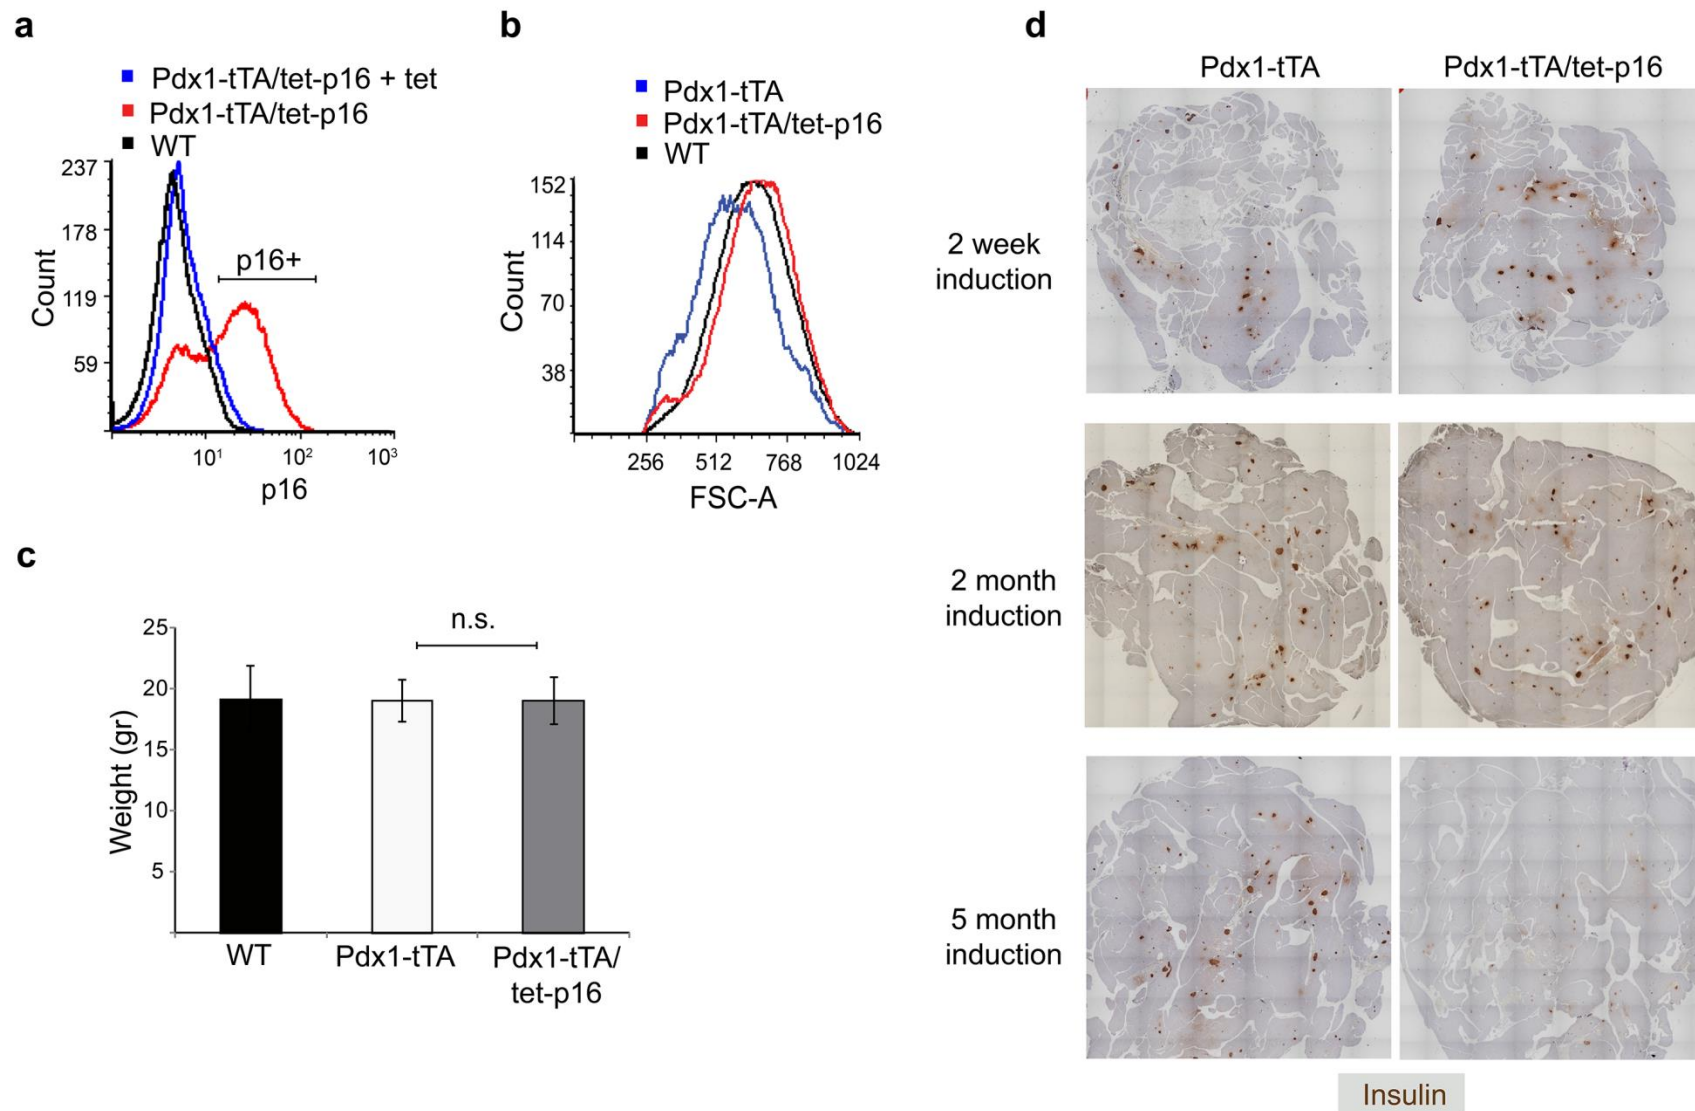 a
Pdx1-tTA/tet-p16 + tet
Pdx1-tTA/tet-p16
WT
237
178
119
59
Count
p16+
10¹
10²
10³
p16
b
Pdx1-tTA
Pdx1-tTA/tet-p16
WT
152
114
70
38
Count
256
512
768
1024
FSC-A
c
n.s.
25
20
15
10
5
Weight (gr)
WT
Pdx1-tTA
Pdx1-tTA/
tet-p16
d
Pdx1-tTA
Pdx1-tTA/tet-p16
2 week
induction
2 month
induction
5 month
induction
Insulin